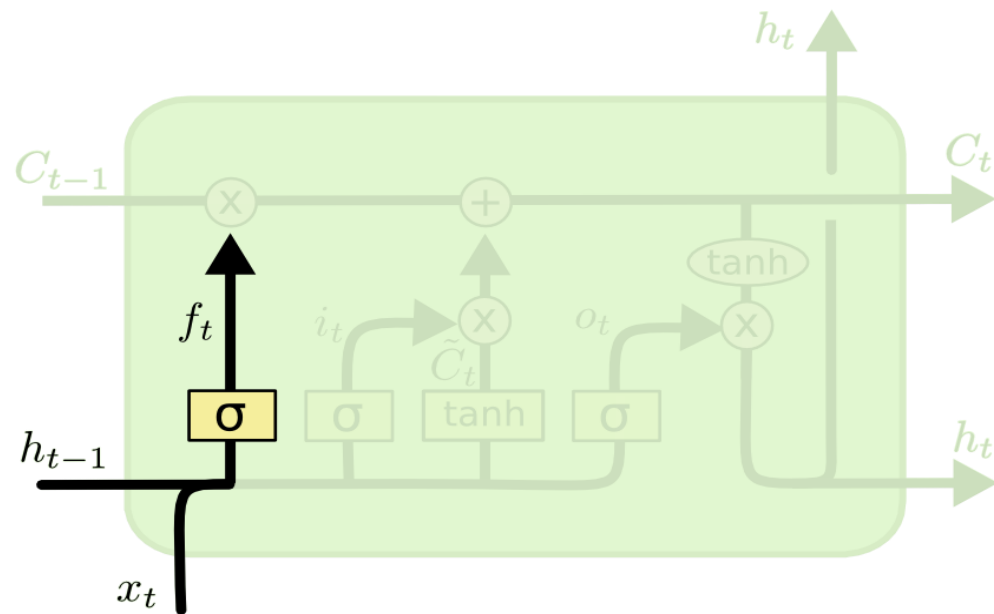 h_t
C_{t-1}
C_t
x
+
tanh
f_t
i_t
x
o_t
x
C̃_t
σ
σ
tanh
σ
h_{t-1}
h_t
x_t